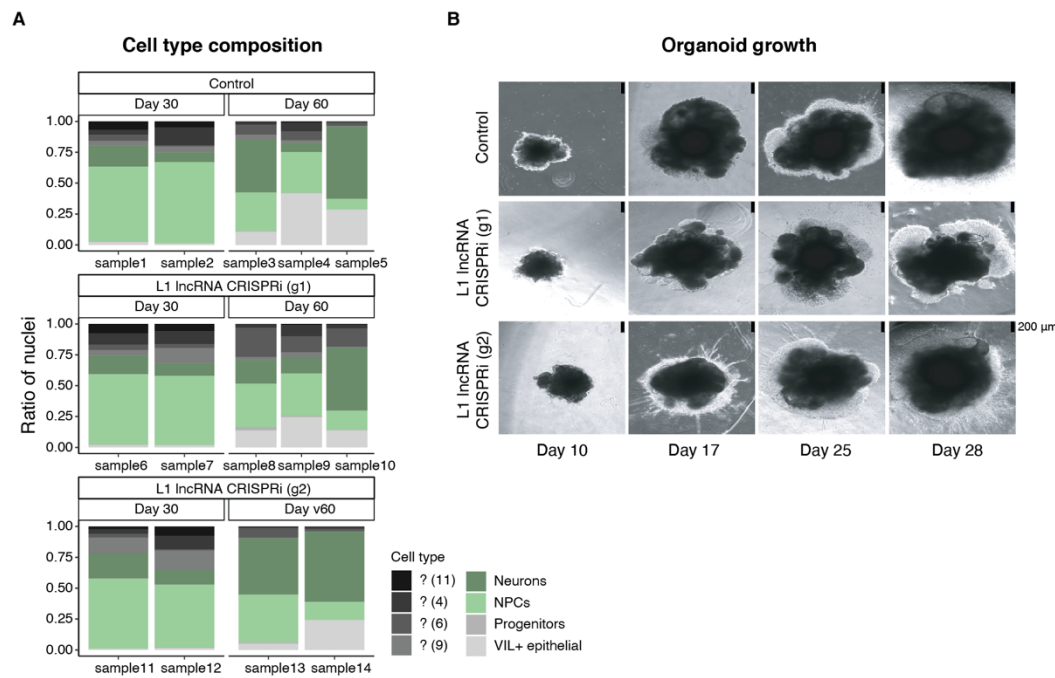 A
Cell type composition
Control
Day 30
Day 60
1.00
0.75
0.50
0.25
0.00
sample1
sample2
sample3
sample4
sample5
L1 lncRNA CRISPRi (g1)
Day 30
Day 60
1.00
0.75
0.50
0.25
0.00
sample6
sample7
sample8
sample9
sample10
L1 lncRNA CRISPRi (g2)
Day 30
Day v60
1.00
0.75
0.50
0.25
0.00
sample11
sample12
sample13
sample14
Ratio of nuclei
Cell type
? (11)
? (4)
? (6)
? (9)
Neurons
NPCs
Progenitors
VIL+ epithelial
B
Organoid growth
Control
L1 lncRNA
CRISPRi (g1)
L1 lncRNA
CRISPRi (g2)
200 μm
Day 10
Day 17
Day 25
Day 28